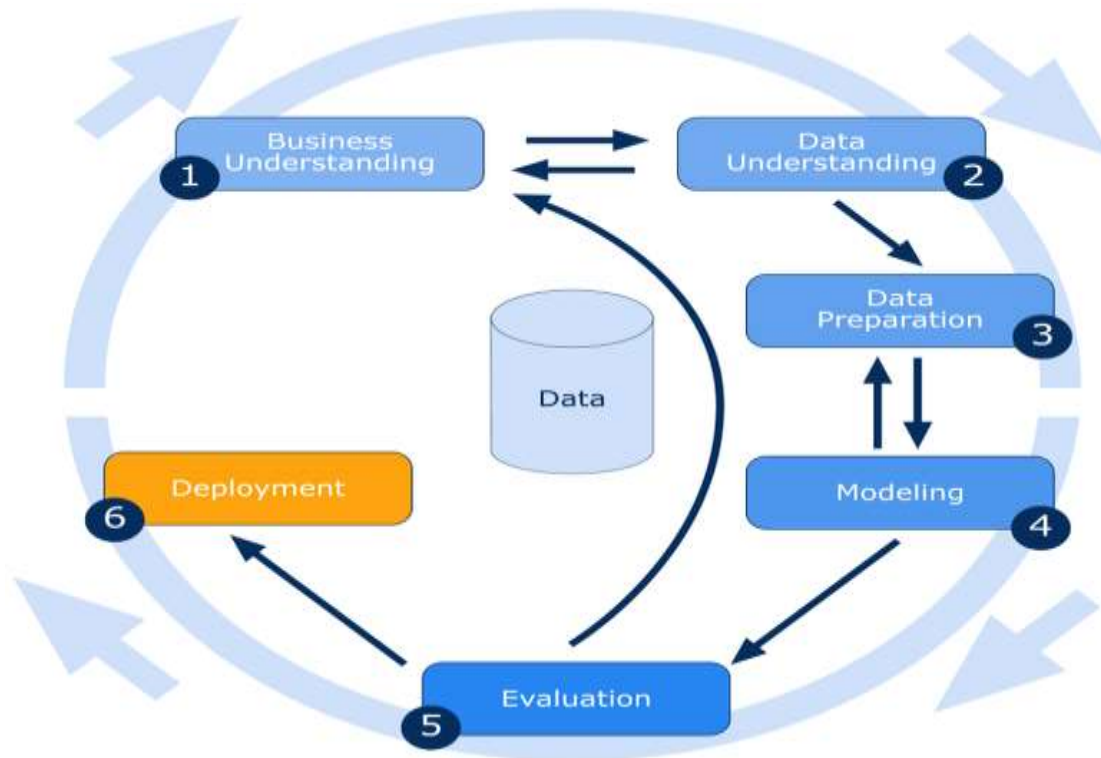 Business
Understanding
1
Data
Understanding
2
Data
Preparation
3
Data
Modeling
4
Deployment
6
Evaluation
5